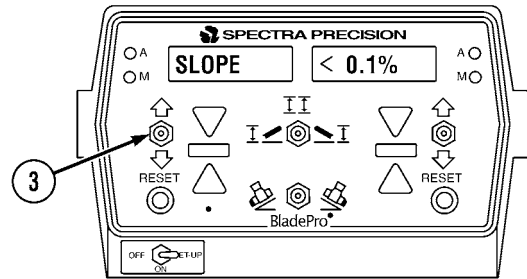 SPECTRA PRECISION
A SLOPE < 0.1% A
M M
3
RESET RESET
BladePro
OFF SET-UP
ON